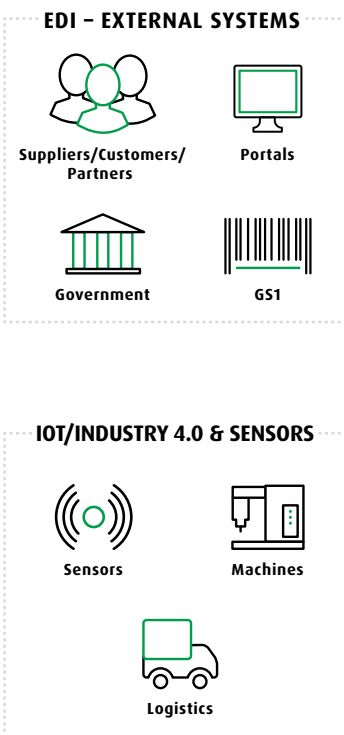 EDI – EXTERNAL SYSTEMS
Suppliers/Customers/
Partners
Portals
Government
GS1
IOT/INDUSTRY 4.0 & SENSORS
Sensors
Machines
Logistics